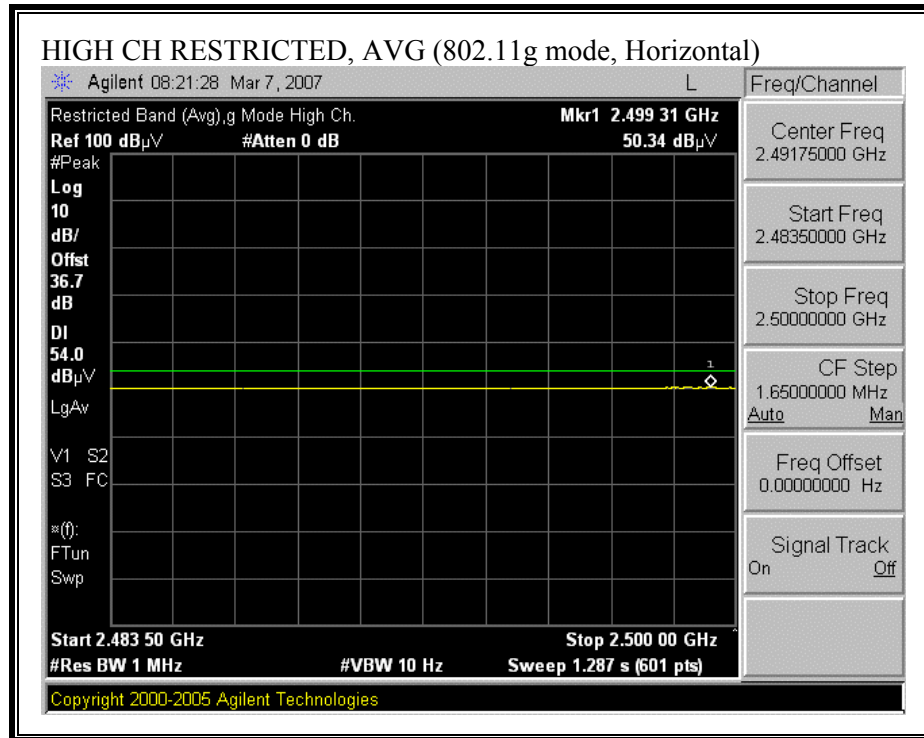 HIGH CH RESTRICTED, AVG (802.11g mode, Horizontal)
Agilent 08:21:28 Mar 7, 2007 L
Restricted Band (Avg),g Mode High Ch. Mkr1 2.499 31 GHz
Ref 100 dBµV #Atten 0 dB 50.34 dBµV
#Peak
Log
10
dB/
Offst
36.7
dB
DI
54.0
dBµV
LgAv
V1 S2
S3 FC
¤(f):
FTun
Swp
1
Start 2.483 50 GHz Stop 2.500 00 GHz
#Res BW 1 MHz #VBW 10 Hz Sweep 1.287 s (601 pts)
Copyright 2000-2005 Agilent Technologies
Freq/Channel
Center Freq
2.49175000 GHz
Start Freq
2.48350000 GHz
Stop Freq
2.50000000 GHz
CF Step
1.65000000 MHz
Auto Man
Freq Offset
0.00000000 Hz
Signal Track
On Off